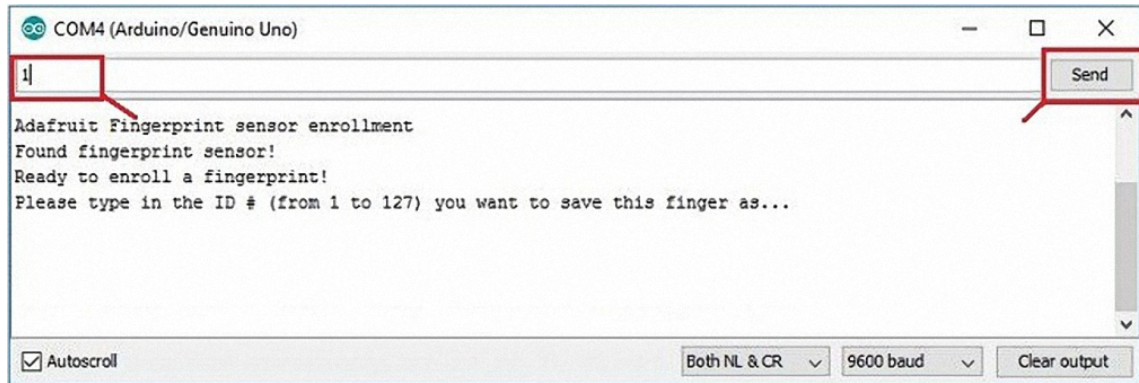 COM4 (Arduino/Genuino Uno)
1
Send
Adafruit Fingerprint sensor enrollment
Found fingerprint sensor!
Ready to enroll a fingerprint!
Please type in the ID # (from 1 to 127) you want to save this finger as...
Autoscroll
Both NL & CR
9600 baud
Clear output